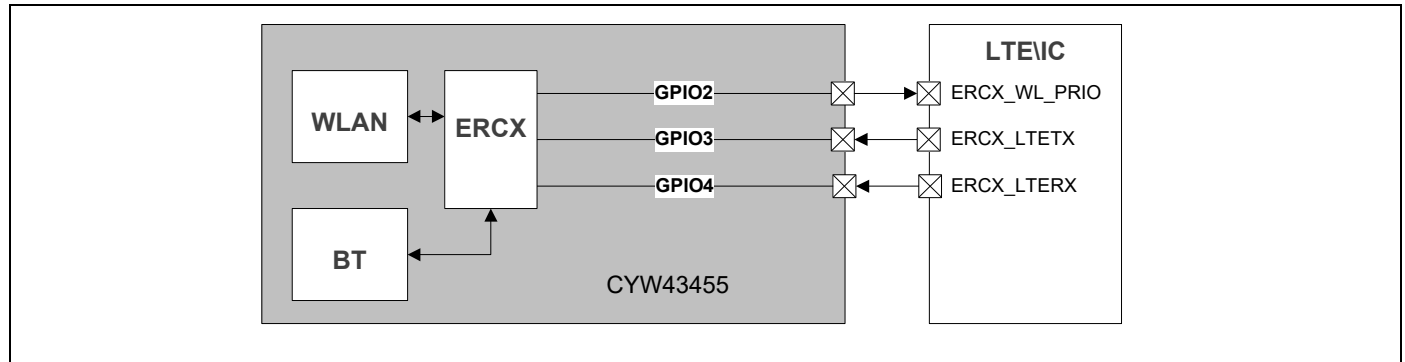 LTE\IC
GPIO2
ERCX_WL_PRIO
WLAN
ERCX
GPIO3
ERCX_LTETX
GPIO4
ERCX_LTERX
BT
CYW43455